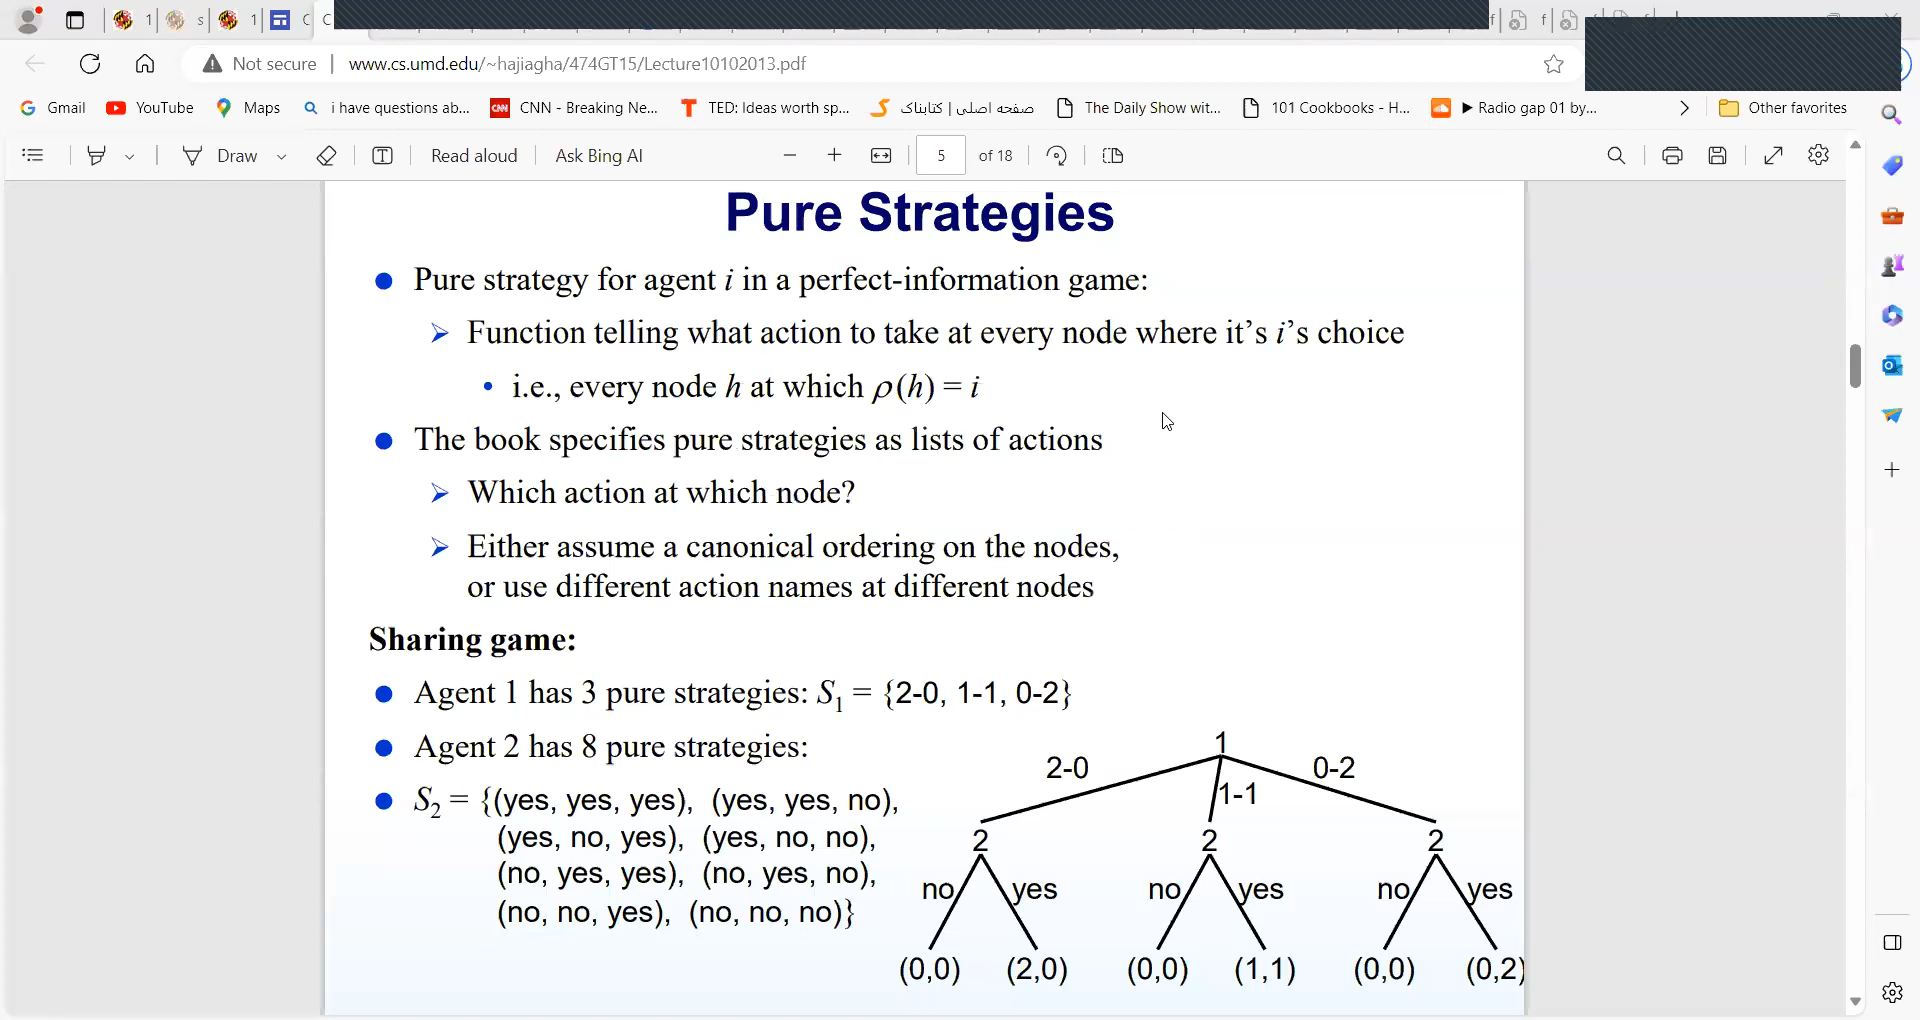 1 s 1 C C f f
Not secure www.cs.umd.edu/~hajiagha/474GT15/Lecture10102013.pdf
Gmail YouTube Maps i have questions ab... CNN - Breaking Ne... TED: Ideas worth sp... صفحه اصلی | کتابناک The Daily Show wit... 101 Cookbooks - H... Radio gap 01 by... Other favorites
Draw Read aloud Ask Bing AI 5 of 18
Pure Strategies
Pure strategy for agent i in a perfect-information game:
Function telling what action to take at every node where it's i's choice
i.e., every node h at which ρ(h) = i
The book specifies pure strategies as lists of actions
Which action at which node?
Either assume a canonical ordering on the nodes,
or use different action names at different nodes
Sharing game:
Agent 1 has 3 pure strategies: S1 = {2-0, 1-1, 0-2}
Agent 2 has 8 pure strategies:
S2 = {(yes, yes, yes), (yes, yes, no),
(yes, no, yes), (yes, no, no),
(no, yes, yes), (no, yes, no),
(no, no, yes), (no, no, no)}
1
2-0 1-1 0-2
2 2 2
no yes no yes no yes
(0,0) (2,0) (0,0) (1,1) (0,0) (0,2)